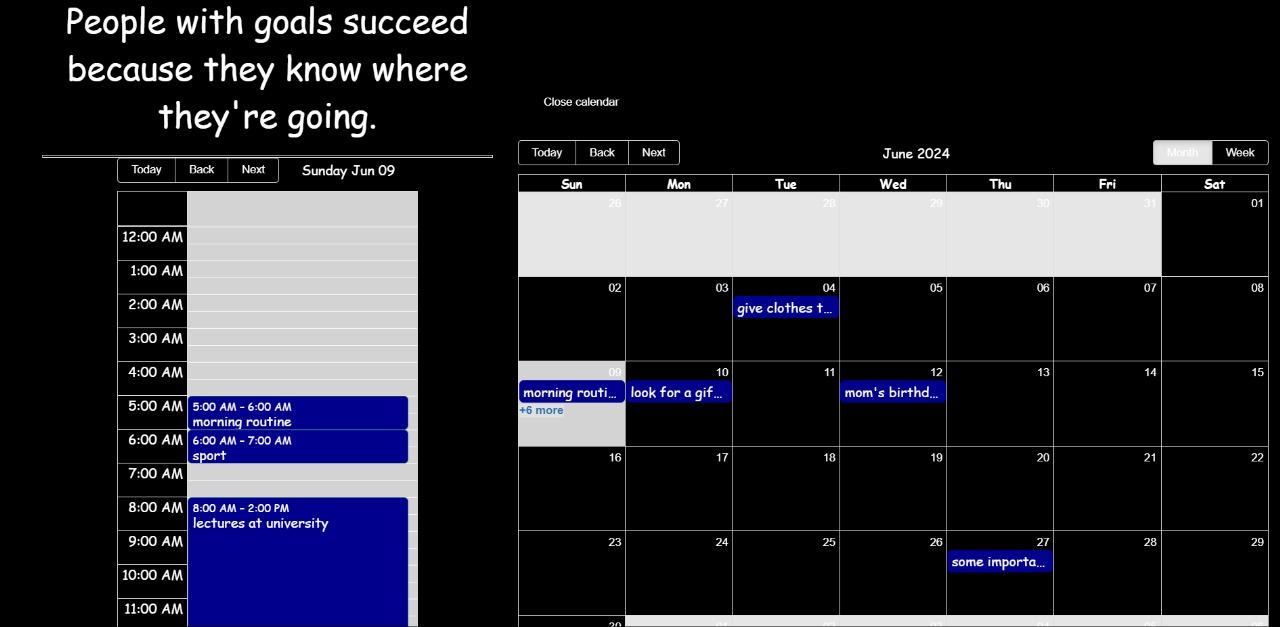 People with goals succeed
because they know where
they're going.
Today Back Next Sunday Jun 09
12:00 AM
1:00 AM
2:00 AM
3:00 AM
4:00 AM
5:00 AM
5:00 AM – 6:00 AM
morning routine
6:00 AM
6:00 AM – 7:00 AM
sport
7:00 AM
8:00 AM
8:00 AM – 2:00 PM
lectures at university
9:00 AM
10:00 AM
11:00 AM
Close calendar
Today Back Next June 2024 Month Week
Sun Mon Tue Wed Thu Fri Sat
26 27 28 29 30 31 01
02 03 04 05 06 07 08
give clothes t...
09 10 11 12 13 14 15
morning routi... look for a gif... mom's birthd...
+6 more
16 17 18 19 20 21 22
23 24 25 26 27 28 29
some importa...